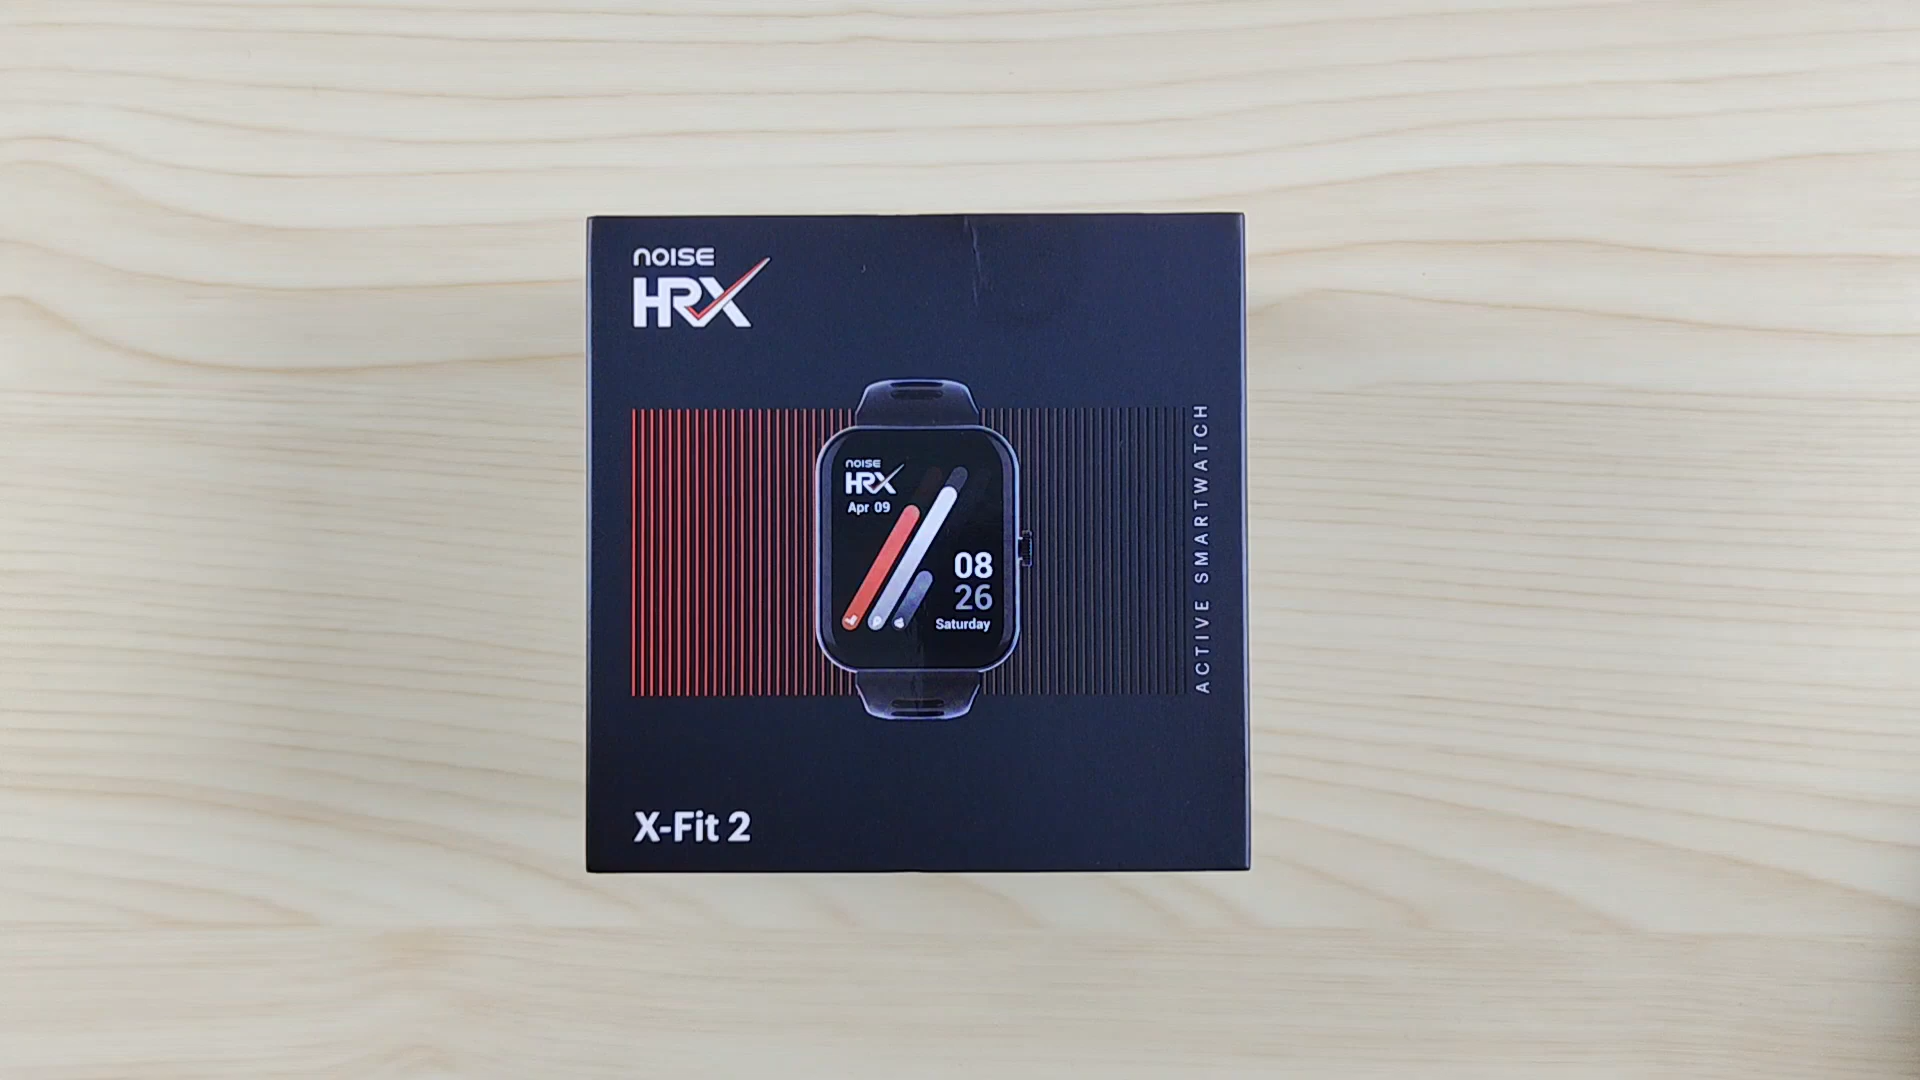 noise
HRX
noise
HRX
Apr 09
08
26
Saturday
ACTIVE SMARTWATCH
X-Fit 2